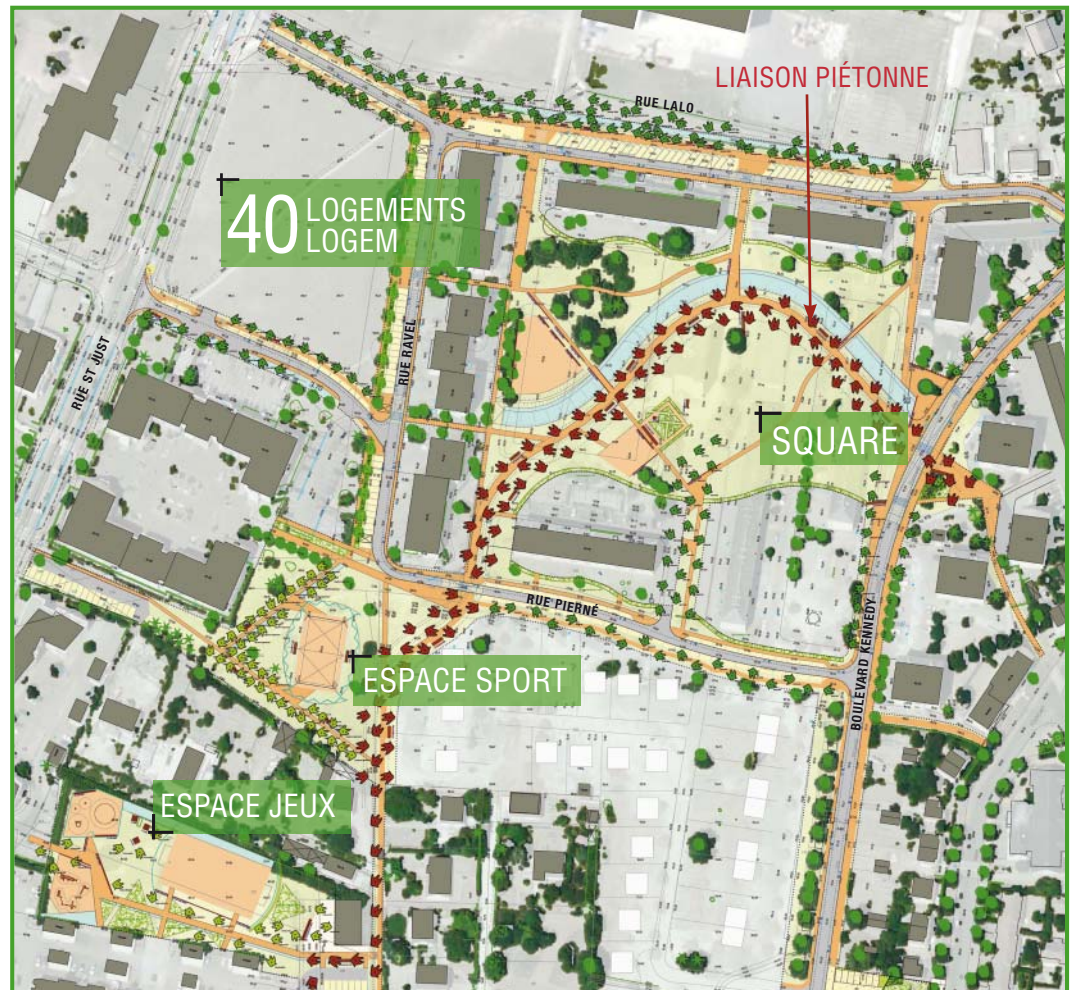 LIAISON PIÉTONNE
RUE LALO
40 LOGEMENTS
LOGEM
RUE RAVEL
RUE ST JUST
SQUARE
RUE PIERNÉ
BOULEVARD KENNEDY
ESPACE SPORT
ESPACE JEUX